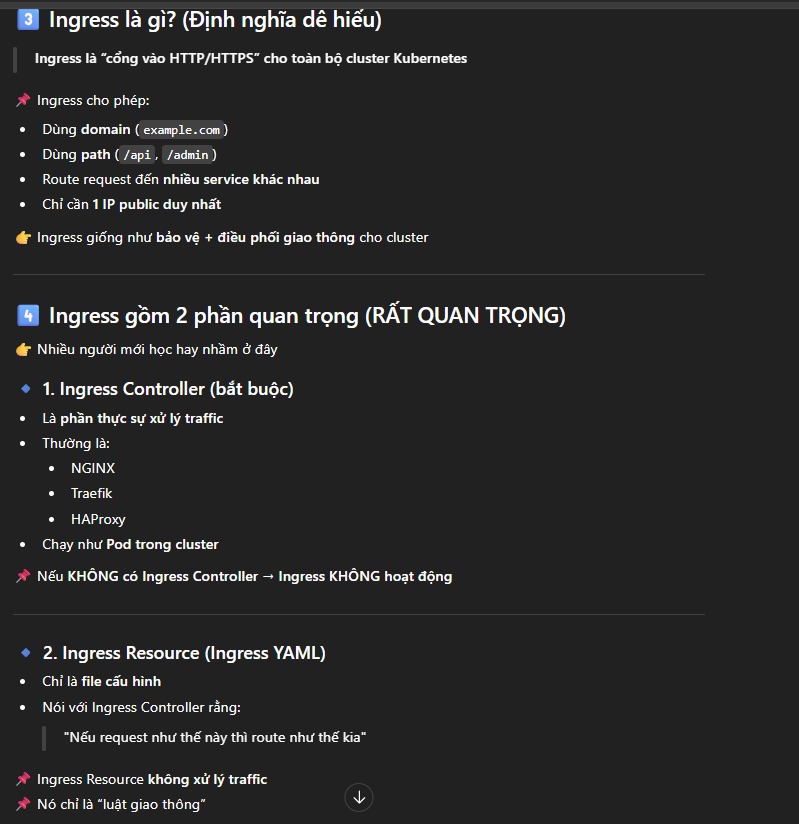 3 Ingress là gì? (Định nghĩa dễ hiểu)
Ingress là “cổng vào HTTP/HTTPS” cho toàn bộ cluster Kubernetes
📌 Ingress cho phép:
• Dùng domain (example.com)
• Dùng path (/api, /admin)
• Route request đến nhiều service khác nhau
• Chỉ cần 1 IP public duy nhất
👉 Ingress giống như bảo vệ + điều phối giao thông cho cluster
4 Ingress gồm 2 phần quan trọng (RẤT QUAN TRỌNG)
👉 Nhiều người mới học hay nhầm ở đây
🔹 1. Ingress Controller (bắt buộc)
• Là phần thực sự xử lý traffic
• Thường là:
• NGINX
• Traefik
• HAProxy
• Chạy như Pod trong cluster
📌 Nếu KHÔNG có Ingress Controller → Ingress KHÔNG hoạt động
🔹 2. Ingress Resource (Ingress YAML)
• Chỉ là file cấu hình
• Nói với Ingress Controller rằng:
"Nếu request như thế này thì route như thế kia"
📌 Ingress Resource không xử lý traffic
📌 Nó chỉ là “luật giao thông”